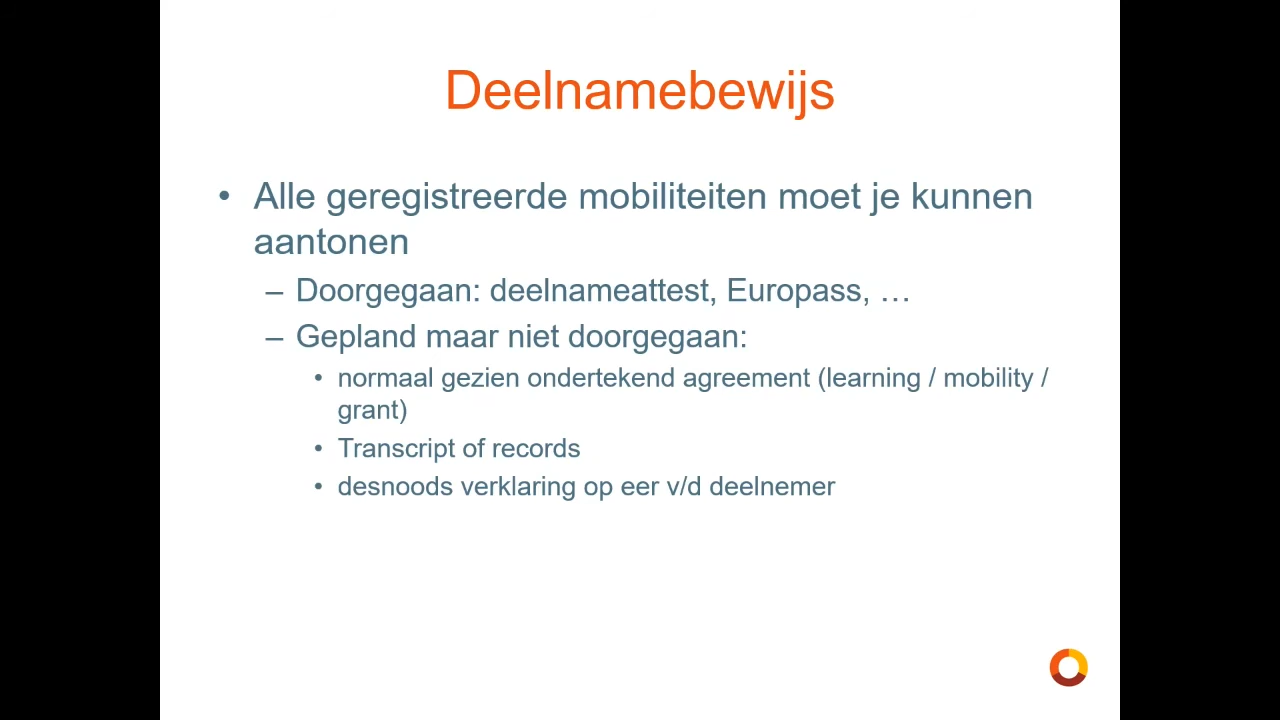 Deelnamebewijs
• Alle geregistreerde mobiliteiten moet je kunnen
aantonen
– Doorgegaan: deelnameattest, Europass, …
– Gepland maar niet doorgegaan:
• normaal gezien ondertekend agreement (learning / mobility /
grant)
• Transcript of records
• desnoods verklaring op eer v/d deelnemer